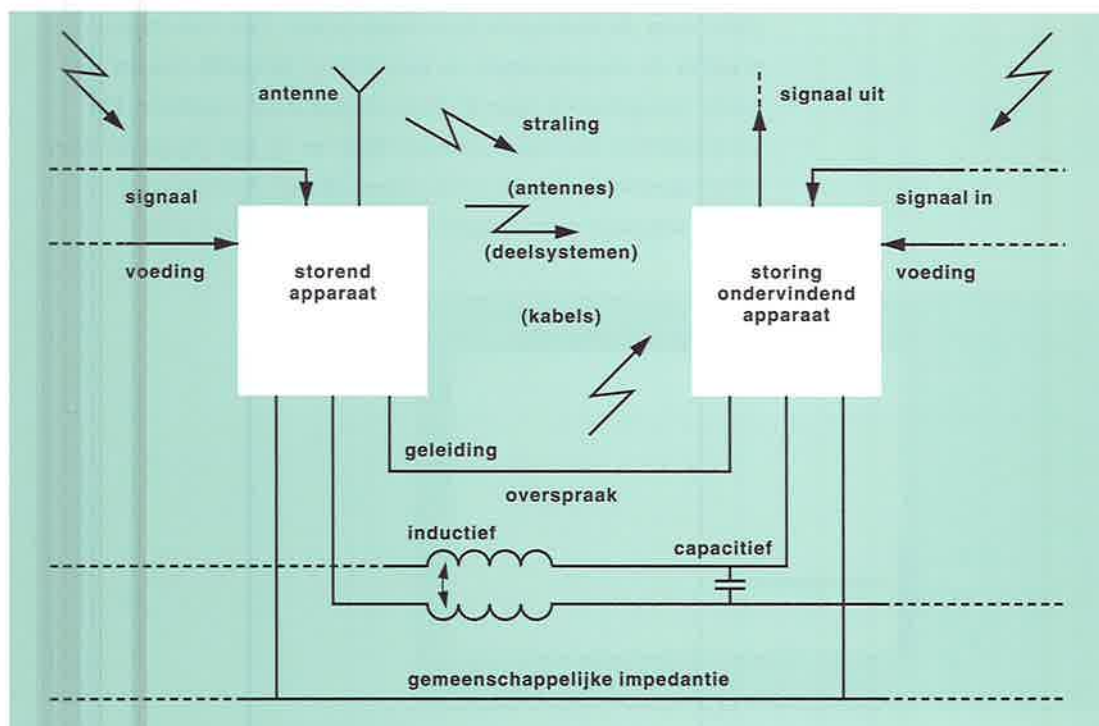 antenne
straling
signaal uit
(antennes)
signaal
signaal in
(deelsystemen)
voeding
voeding
storend
apparaat
storing
ondervindend
apparaat
(kabels)
geleiding
overspraak
inductief
capacitief
gemeenschappelijke impedantie